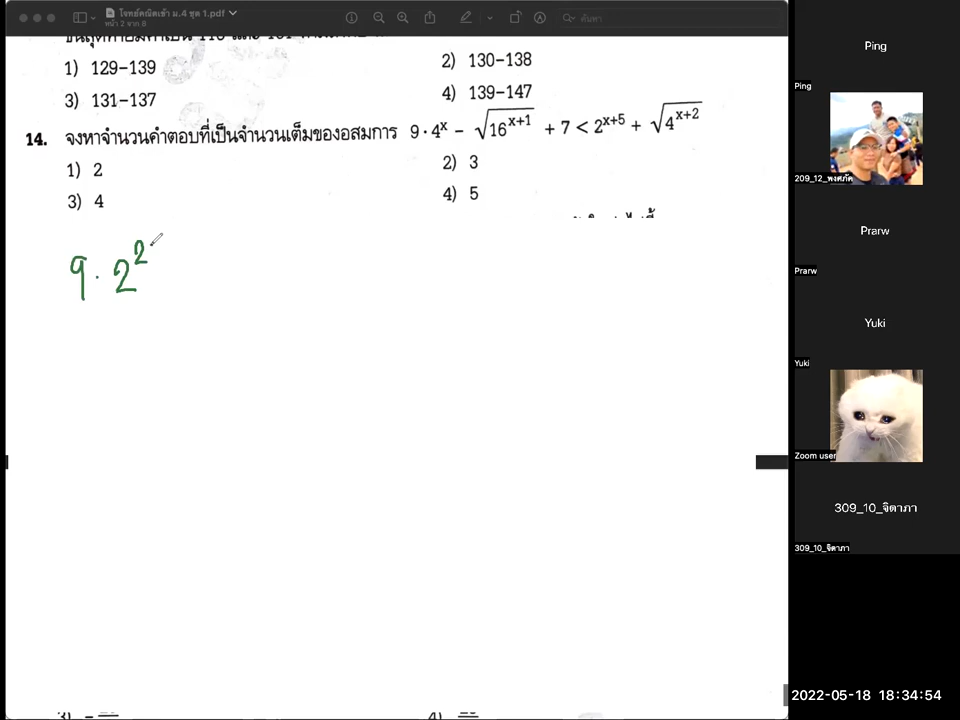 โจทย์คณิตเข้า ม.4 ชุด 1.pdf
หน้า 2 จาก 8
ค้นหา
1) 129–139
2) 130–138
3) 131–137
4) 139–147
14. จงหาจำนวนคำตอบที่เป็นจำนวนเต็มของอสมการ 9 · 4^x − √16^(x+1) + 7 < 2^(x+5) + √4^(x+2)
1) 2
2) 3
3) 4
4) 5
9 · 2^2
Ping
Ping
209_12_พงศภัค
Prarw
Prarw
Yuki
Yuki
Zoom user
309_10_จิดาภา
309_10_จิดาภา
2022-05-18 18:34:54